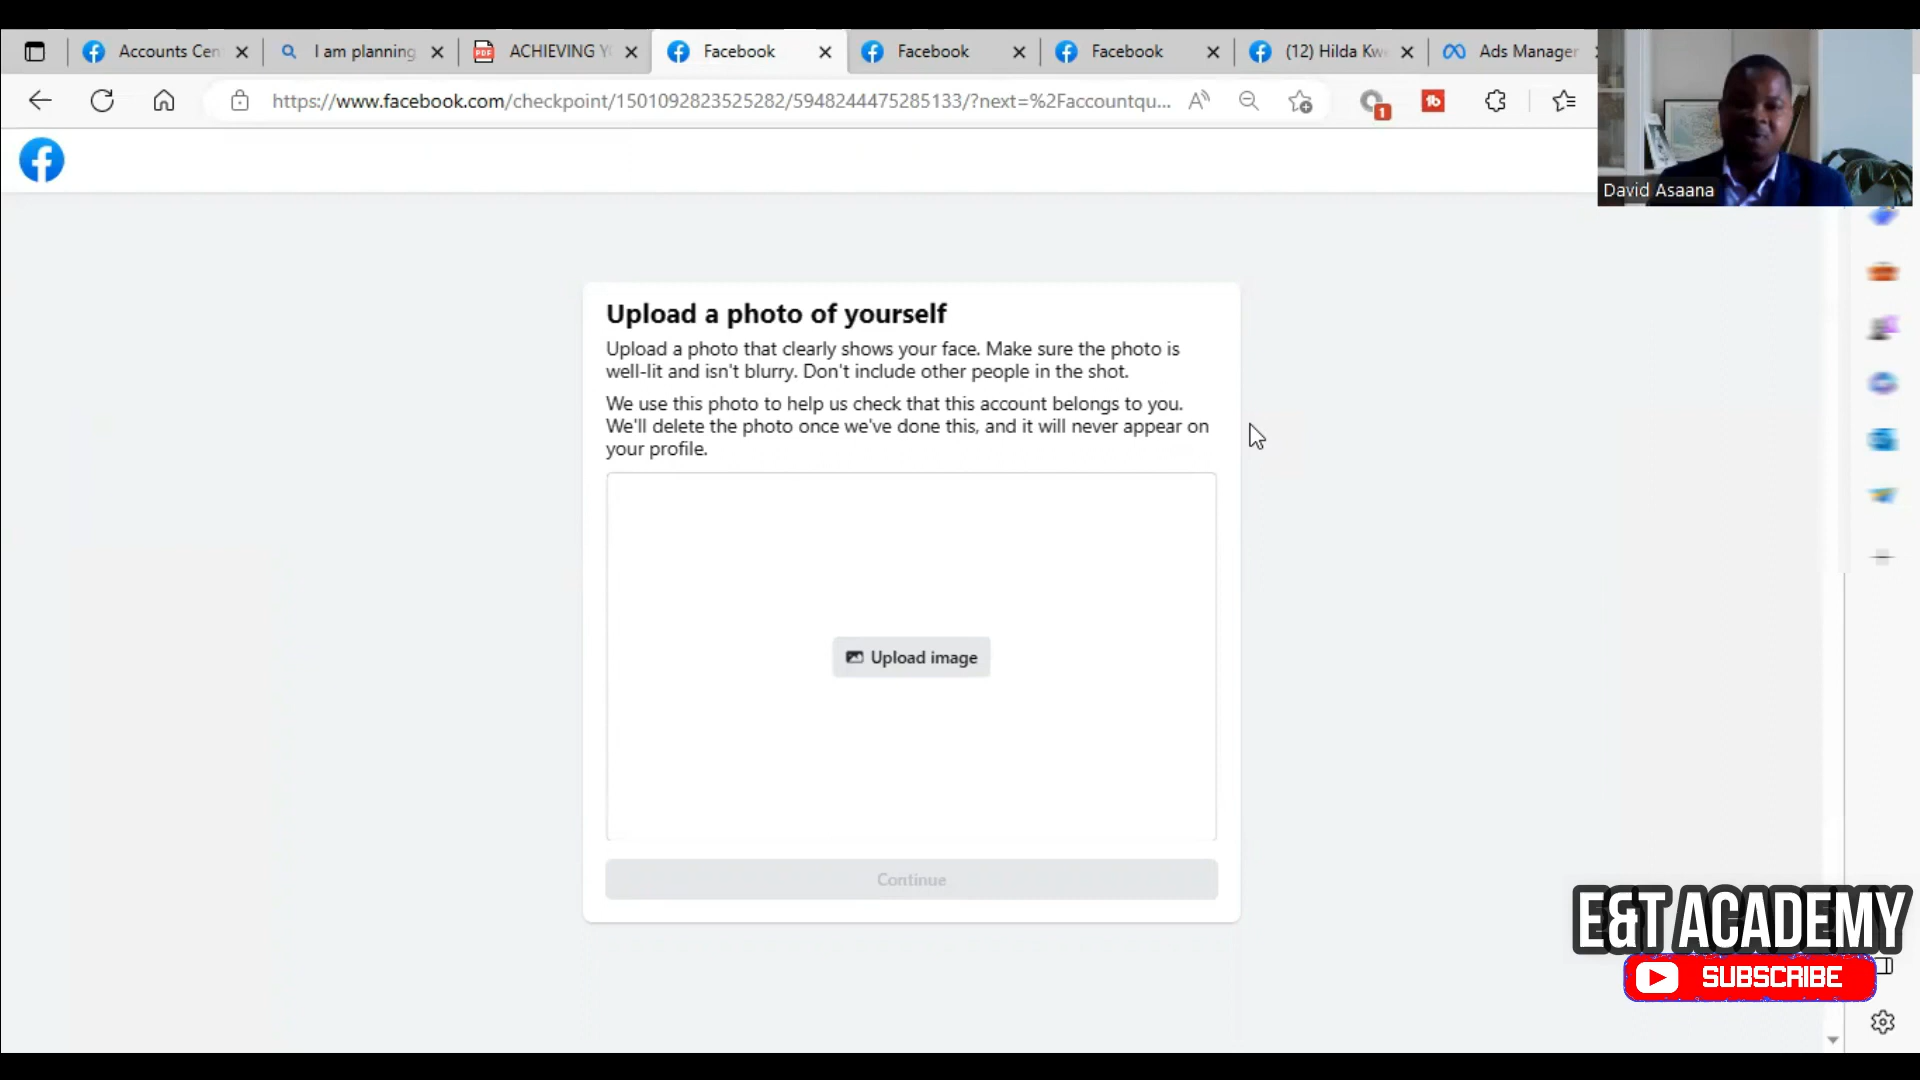 Accounts Cen
I am planning
PDF
ACHIEVING Y
Facebook
Facebook
Facebook
(12) Hilda Kw
Ads Manager
https://www.facebook.com/checkpoint/1501092823525282/5948244475285133/?next=%2Faccountqu...
1
David Asaana
Upload a photo of yourself
Upload a photo that clearly shows your face. Make sure the photo is
well-lit and isn't blurry. Don't include other people in the shot.
We use this photo to help us check that this account belongs to you.
We'll delete the photo once we've done this, and it will never appear on
your profile.
Upload image
Continue
E&T ACADEMY
SUBSCRIBE